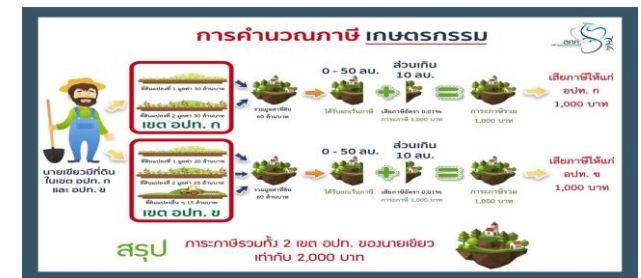 การคำนวณภาษี เกษตรกรรม
สกก.
ที่ดินแปลงที่ 1 มูลค่า 30 ล้านบาท
ที่ดินแปลงที่ 2 มูลค่า 30 ล้านบาท
เขต อปท. ก
รวมมูลค่าที่ดิน
60 ล้านบาท
0 - 50 ลบ.
ได้รับยกเว้นภาษี
ส่วนเกิน
10 ลบ.
เสียภาษีอัตรา 0.01%
ภาระภาษี 1,000 บาท
ภาระภาษีรวม
1,000 บาท
เสียภาษีให้แก่
อปท. ก
1,000 บาท
นายเขียวมีที่ดิน
ในเขต อปท. ก
และ อปท. ข
ที่ดินแปลงที่ 1 มูลค่า 20 ล้านบาท
ที่ดินแปลงที่ 2 มูลค่า 25 ล้านบาท
ที่ดินแปลงอื่น ๆ 15 ล้านบาท
เขต อปท. ข
รวมมูลค่าที่ดิน
60 ล้านบาท
0 - 50 ลบ.
ได้รับยกเว้นภาษี
ส่วนเกิน
10 ลบ.
เสียภาษีอัตรา 0.01%
ภาระภาษี 1,000 บาท
ภาระภาษีรวม
1,000 บาท
เสียภาษีให้แก่
อปท. ข
1,000 บาท
สรุป
ภาระภาษีรวมทั้ง 2 เขต อปท. ของนายเขียว
เท่ากับ 2,000 บาท